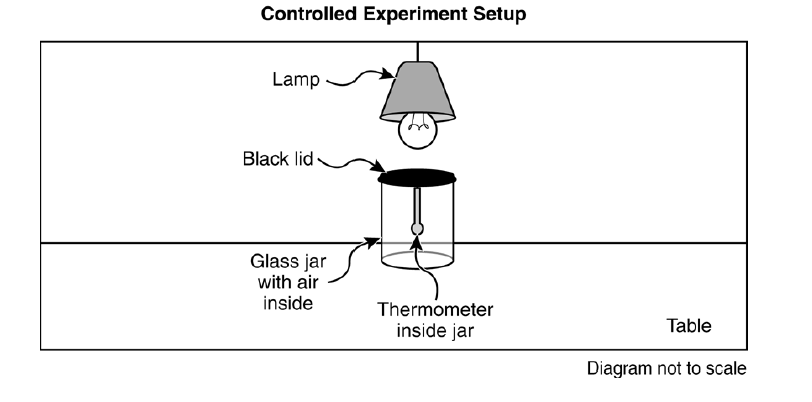 Controlled Experiment Setup
Lamp
Black lid
Glass jar
with air
inside
Thermometer
inside jar
Table
Diagram not to scale